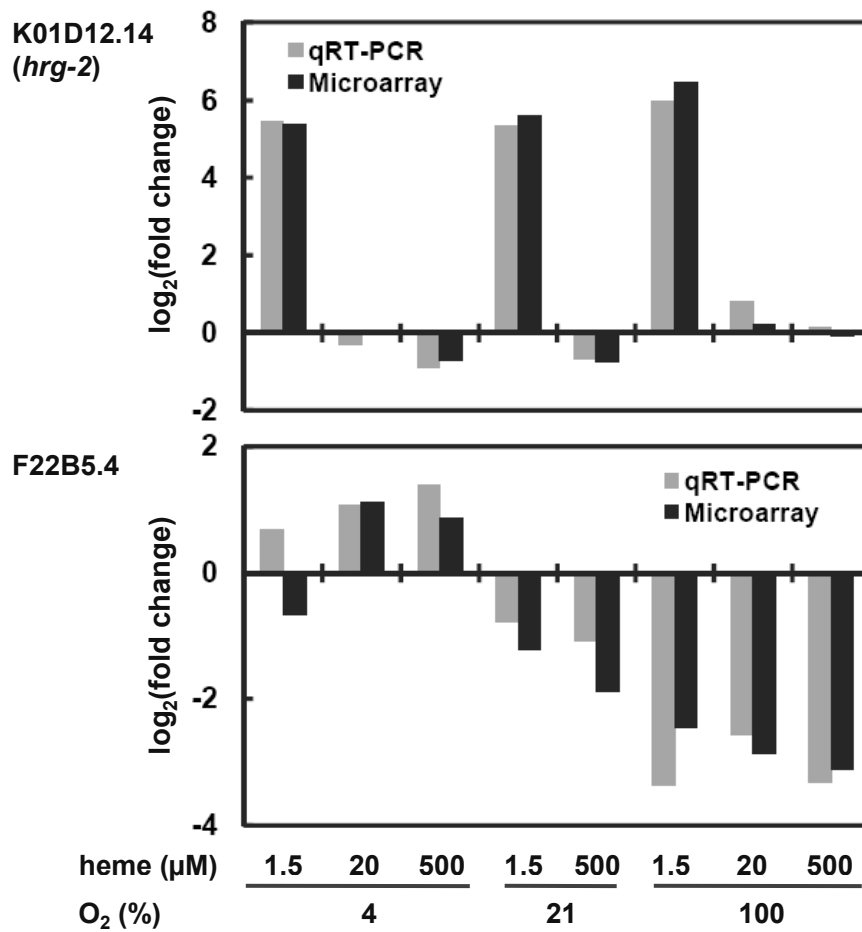 K01D12.14
(hrg-2)
log₂(fold change)
8
6
4
2
0
-2
qRT-PCR
Microarray
F22B5.4
log₂(fold change)
2
0
-2
-4
qRT-PCR
Microarray
heme (µM) 1.5 20 500 1.5 500 1.5 20 500
O₂ (%) 4 21 100